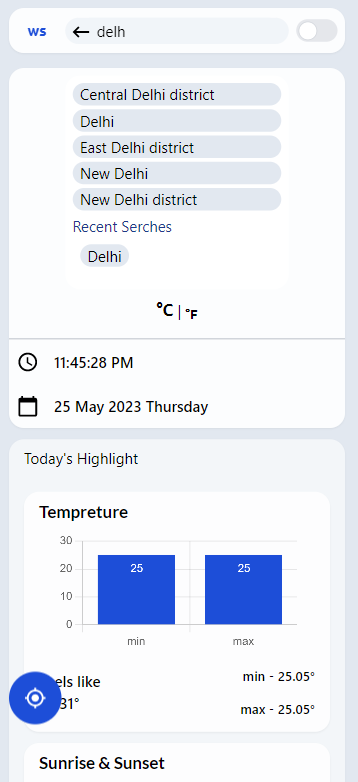 ws
delh
Central Delhi district
Delhi
East Delhi district
New Delhi
New Delhi district
Recent Serches
Delhi
°C | °F
11:45:28 PM
25 May 2023 Thursday
Today's Highlight
Tempreture
30
20
10
0
25 25
min max
els like
31°
min - 25.05°
max - 25.05°
Sunrise & Sunset